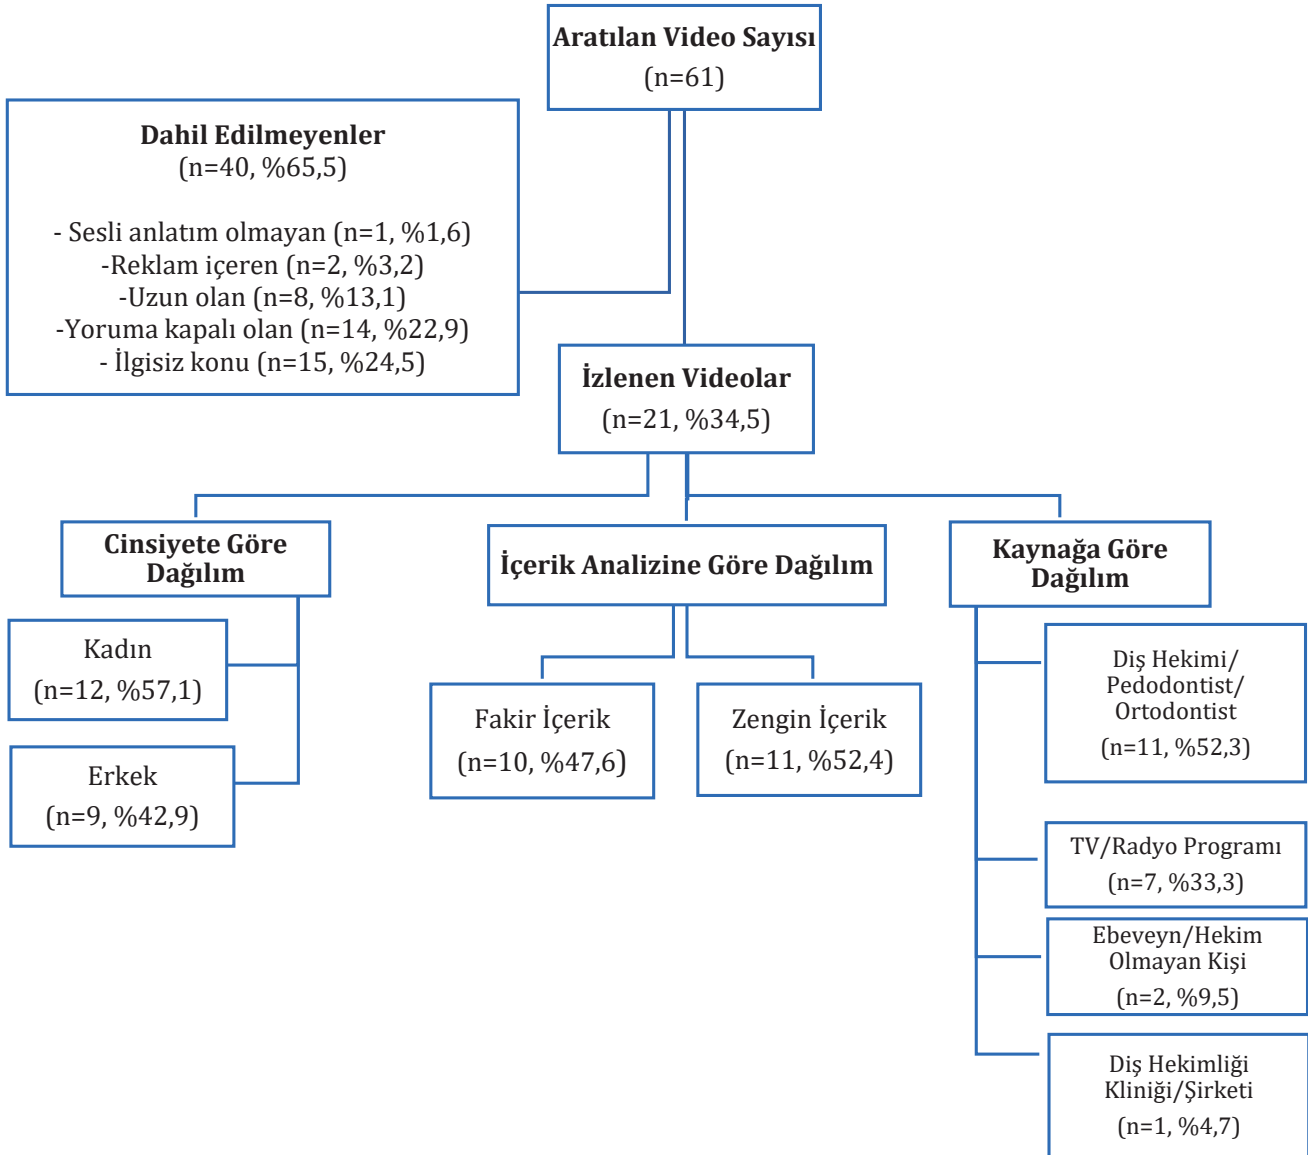 Aratılan Video Sayısı
(n=61)
Dahil Edilmeyenler
(n=40, %65,5)
- Sesli anlatım olmayan (n=1, %1,6)
-Reklam içeren (n=2, %3,2)
-Uzun olan (n=8, %13,1)
-Yoruma kapalı olan (n=14, %22,9)
- İlgisiz konu (n=15, %24,5)
İzlenen Videolar
(n=21, %34,5)
Cinsiyete Göre
Dağılım
Kadın
(n=12, %57,1)
Erkek
(n=9, %42,9)
İçerik Analizine Göre Dağılım
Fakir İçerik
(n=10, %47,6)
Zengin İçerik
(n=11, %52,4)
Kaynağa Göre
Dağılım
Diş Hekimi/
Pedodontist/
Ortodontist
(n=11, %52,3)
TV/Radyo Programı
(n=7, %33,3)
Ebeveyn/Hekim
Olmayan Kişi
(n=2, %9,5)
Diş Hekimliği
Kliniği/Şirketi
(n=1, %4,7)